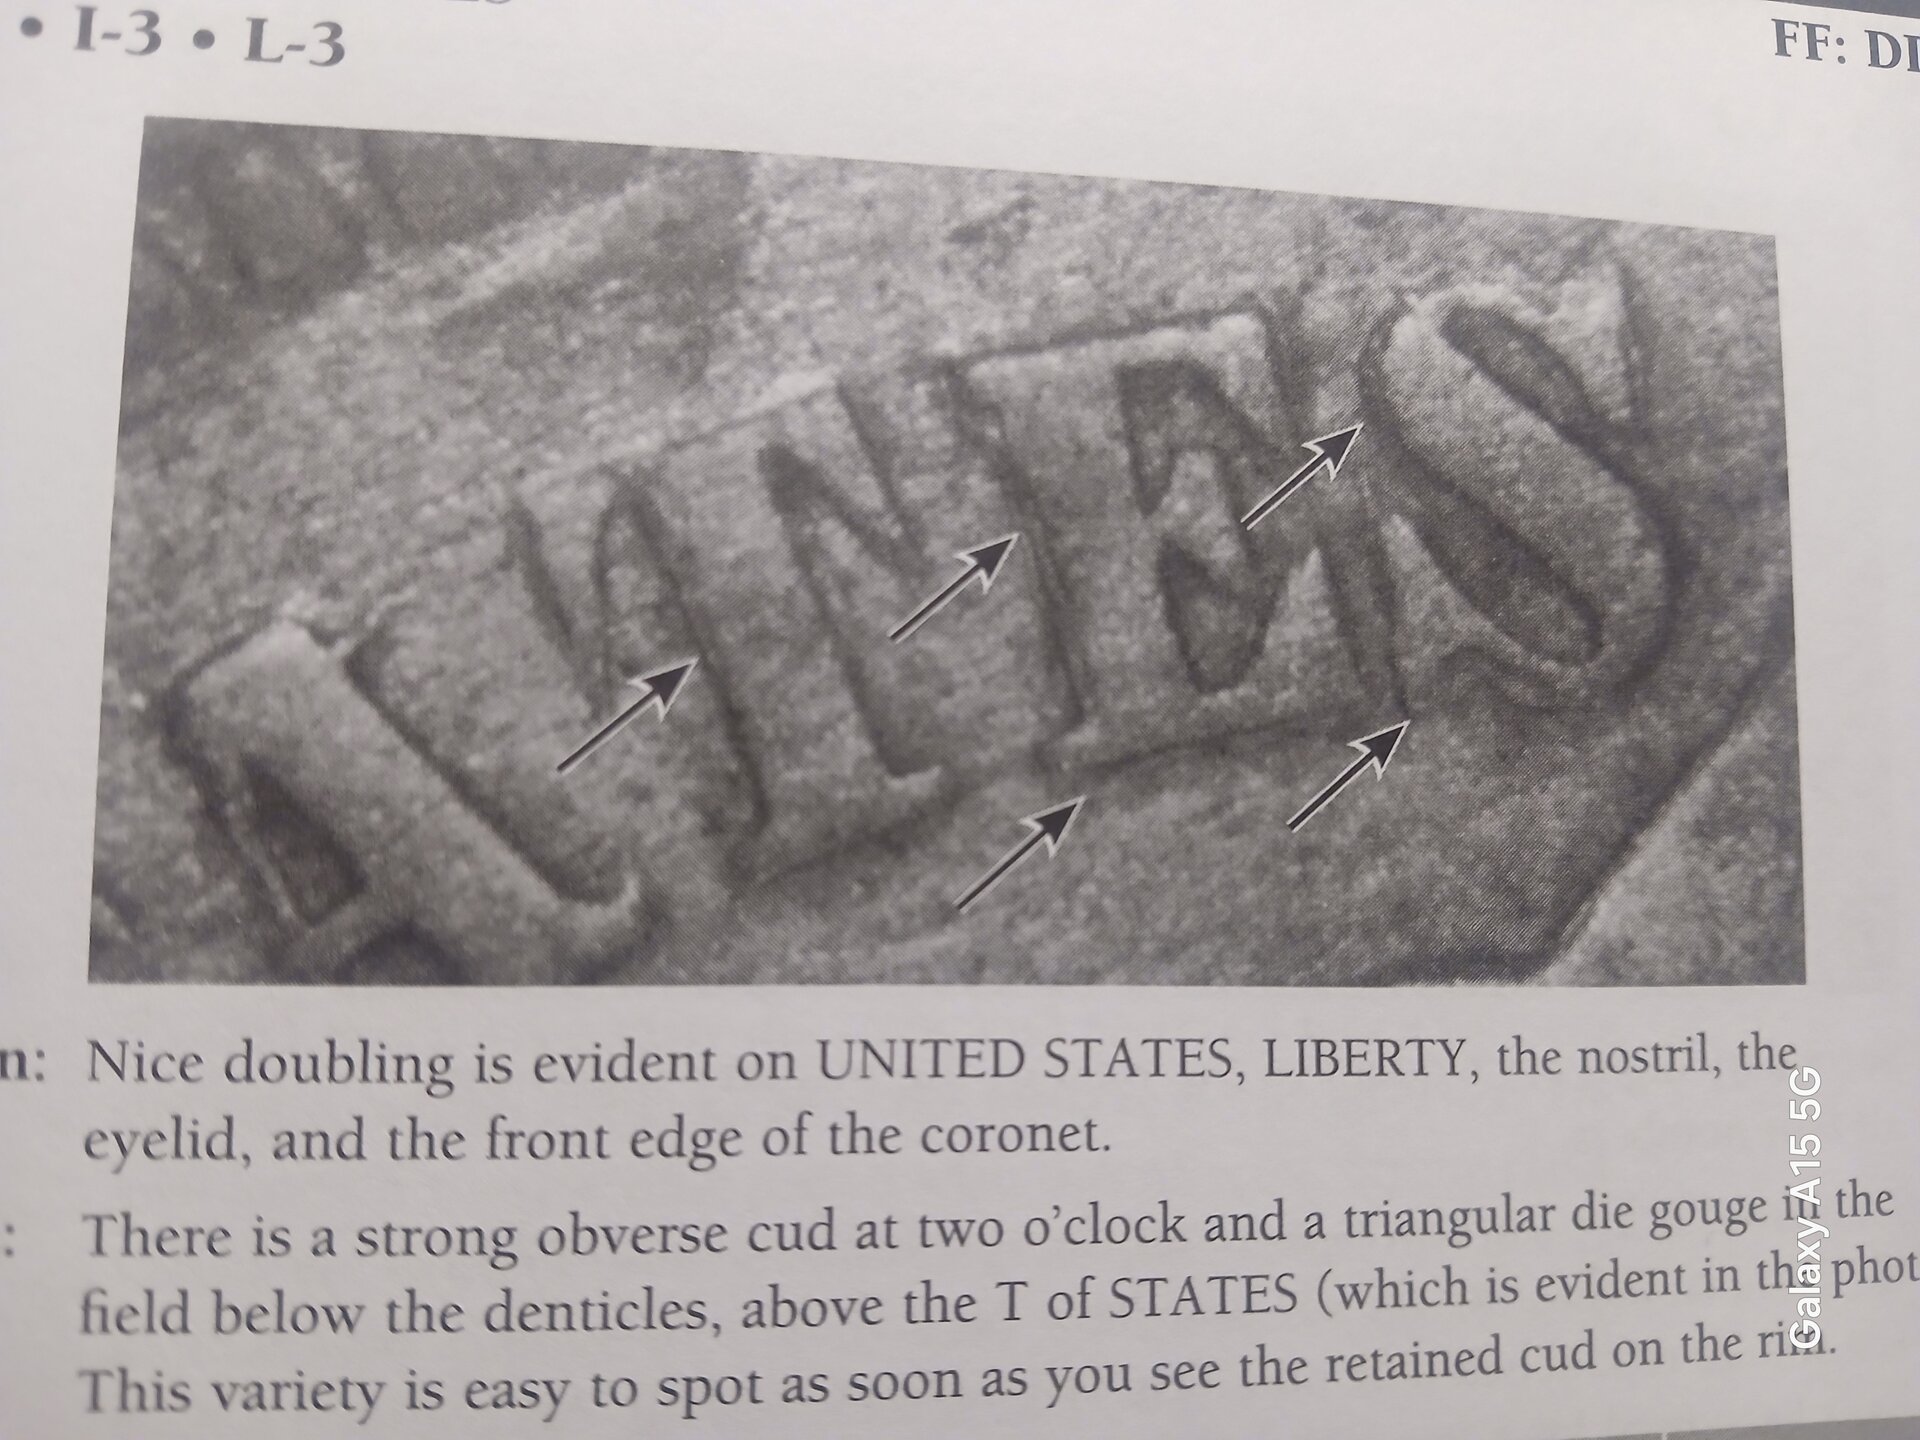 • I-3 • L-3
FF: DI
ATES
n: Nice doubling is evident on UNITED STATES, LIBERTY, the nostril, the
eyelid, and the front edge of the coronet.
: There is a strong obverse cud at two o'clock and a triangular die gouge in the
field below the denticles, above the T of STATES (which is evident in the phot
This variety is easy to spot as soon as you see the retained cud on the rim.
Galaxy A15 5G